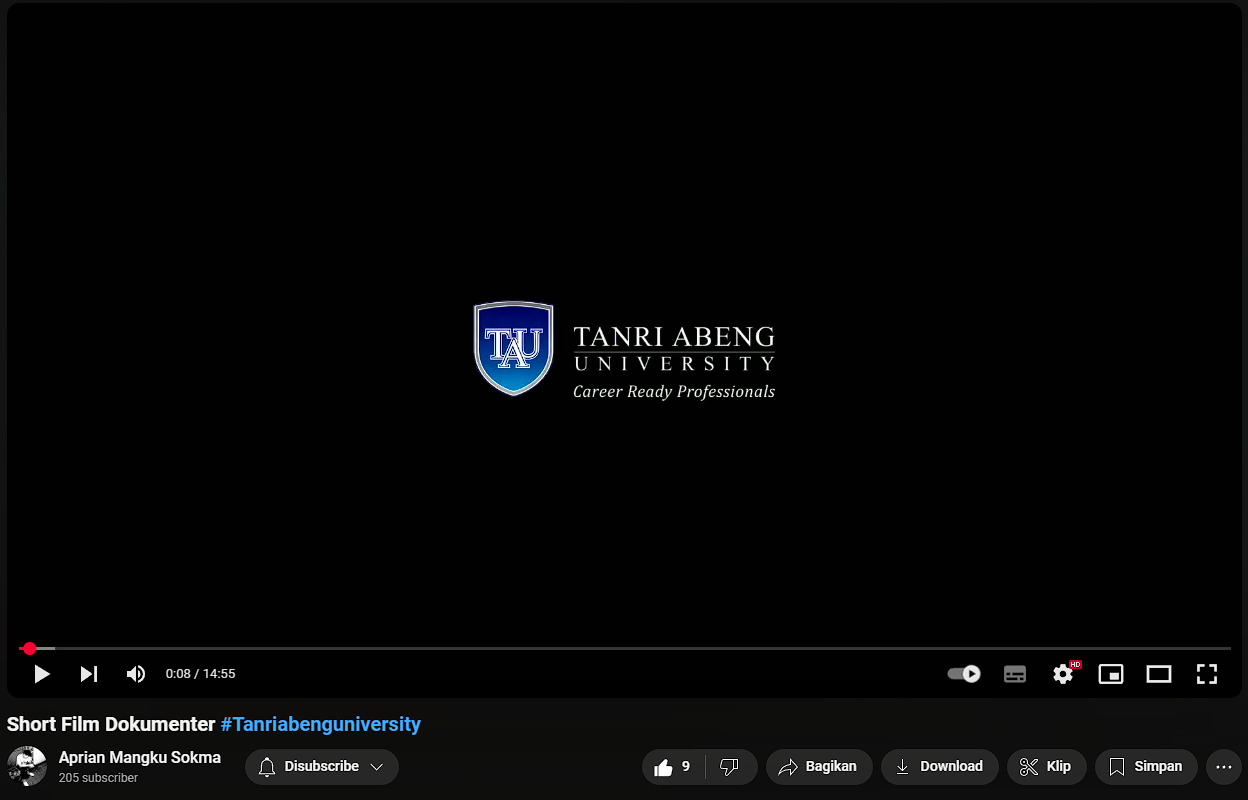 TAU
TANRI ABENG
UNIVERSITY
Career Ready Professionals
0:08 / 14:55
HD
Short Film Dokumenter #Tanriabenguniversity
Aprian Mangku Sokma
205 subscriber
Disubscribe
9
Bagikan
Download
Klip
Simpan